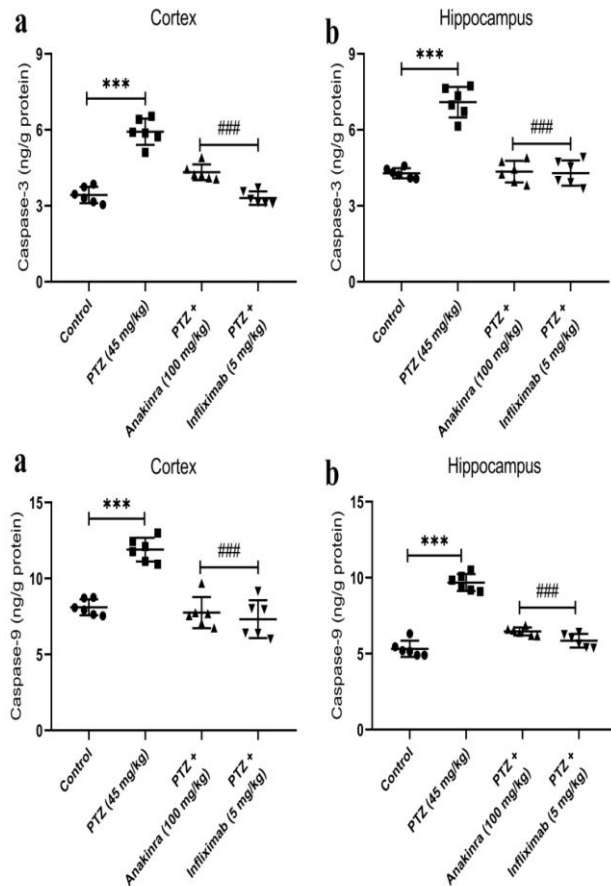 a
Cortex
Caspase-3 (ng/g protein)
9
6
3
0
***
###
Control
PTZ (45 mg/kg)
PTZ +
Anakinra (100 mg/kg)
PTZ +
Infliximab (5 mg/kg)
b
Hippocampus
Caspase-3 (ng/g protein)
9
6
3
0
***
###
Control
PTZ (45 mg/kg)
PTZ +
Anakinra (100 mg/kg)
PTZ +
Infliximab (5 mg/kg)
a
Cortex
Caspase-9 (ng/g protein)
15
10
5
0
***
###
Control
PTZ (45 mg/kg)
PTZ +
Anakinra (100 mg/kg)
PTZ +
Infliximab (5 mg/kg)
b
Hippocampus
Caspase-9 (ng/g protein)
15
10
5
0
***
###
Control
PTZ (45 mg/kg)
PTZ +
Anakinra (100 mg/kg)
PTZ +
Infliximab (5 mg/kg)